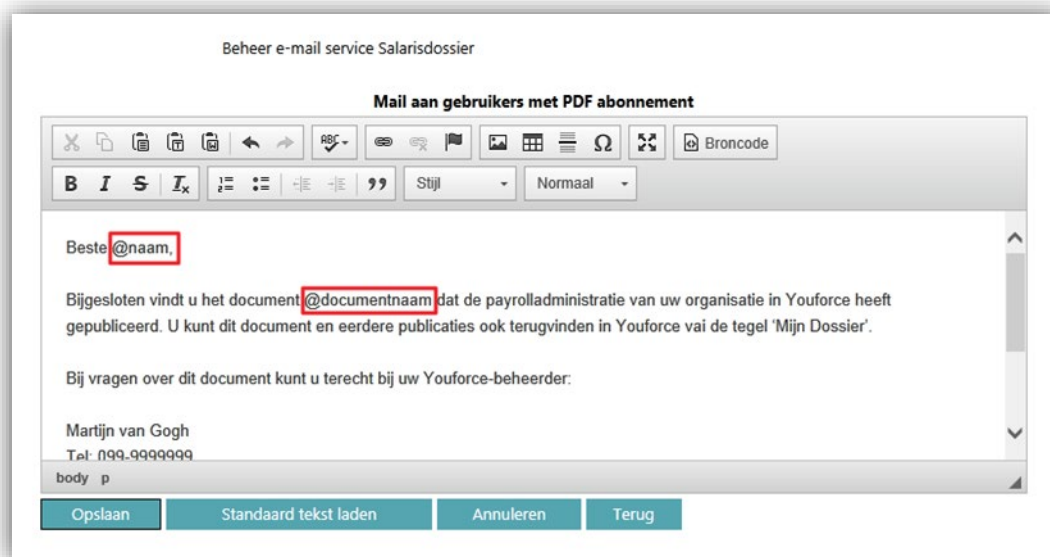 Beheer e-mail service Salarisdossier
Mail aan gebruikers met PDF abonnement
ABC
Ω
Broncode
B I S Ix
Stijl
Normaal
Beste @naam,
Bijgesloten vindt u het document @documentnaam dat de payrolladministratie van uw organisatie in Youforce heeft
gepubliceerd. U kunt dit document en eerdere publicaties ook terugvinden in Youforce vai de tegel ‘Mijn Dossier’.
Bij vragen over dit document kunt u terecht bij uw Youforce-beheerder:
Martijn van Gogh
Tel: 099-9999999
body p
Opslaan Standaard tekst laden Annuleren Terug